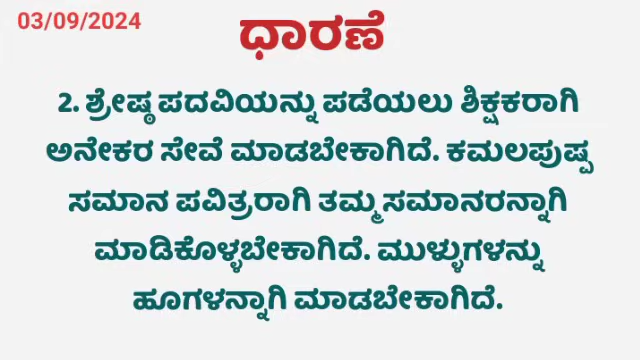 03/09/2024
ಧಾರಣೆ
2. ಶ್ರೇಷ್ಠ ಪದವಿಯನ್ನು ಪಡೆಯಲು ಶಿಕ್ಷಕರಾಗಿ
ಅನೇಕರ ಸೇವೆ ಮಾಡಬೇಕಾಗಿದೆ. ಕಮಲಪುಷ್ಪ
ಸಮಾನ ಪವಿತ್ರರಾಗಿ ತಮ್ಮಸಮಾನರನ್ನಾಗಿ
ಮಾಡಿಕೊಳ್ಳಬೇಕಾಗಿದೆ. ಮುಳ್ಳುಗಳನ್ನು
ಹೂಗಳನ್ನಾಗಿ ಮಾಡಬೇಕಾಗಿದೆ.